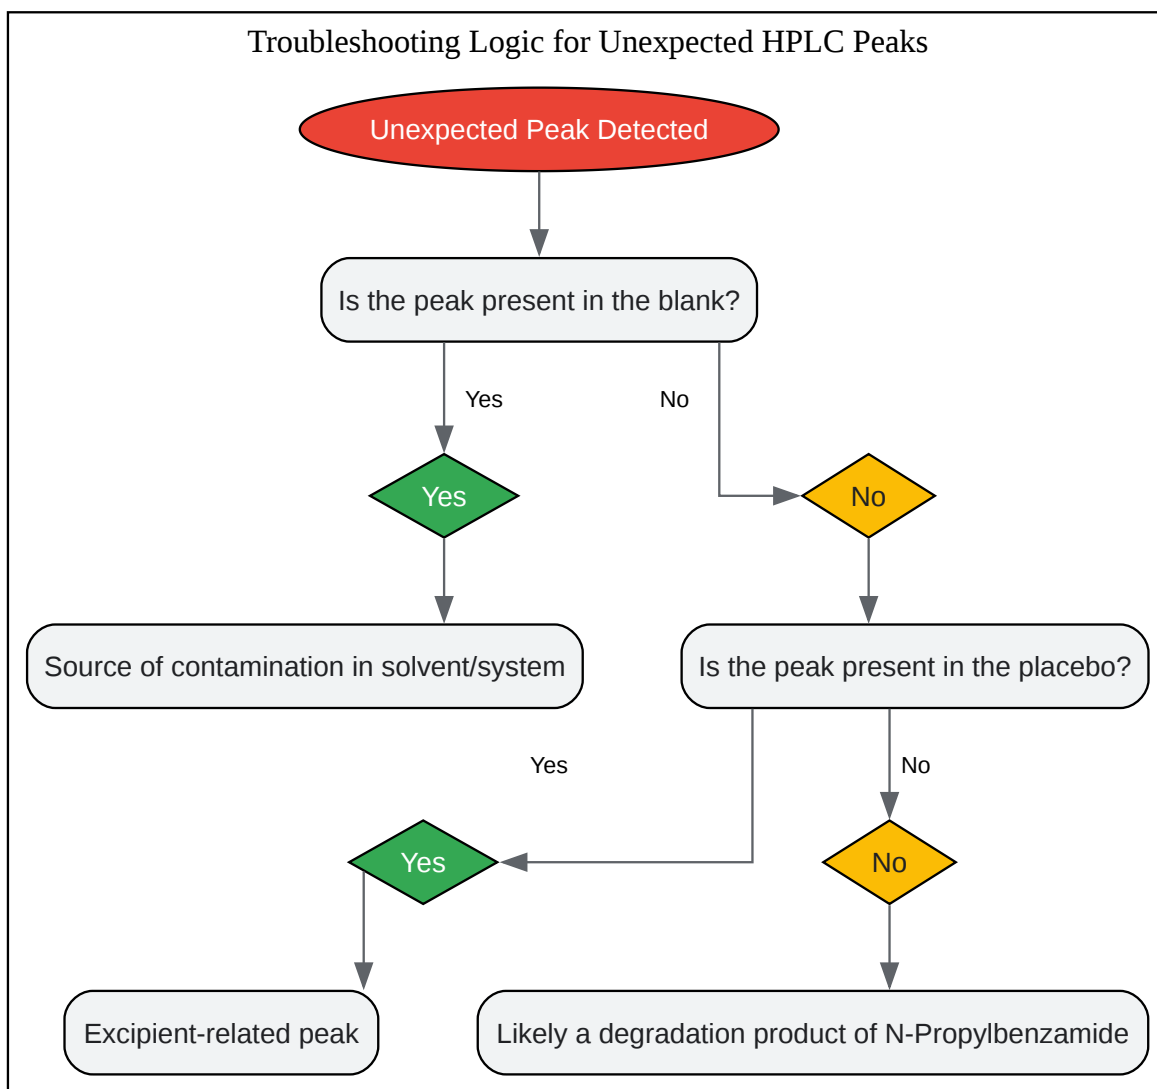 Troubleshooting Logic for Unexpected HPLC Peaks
Unexpected Peak Detected
Is the peak present in the blank?
Yes
No
Yes
No
Source of contamination in solvent/system
Is the peak present in the placebo?
Yes
No
Yes
No
Excipient-related peak
Likely a degradation product of N-Propylbenzamide